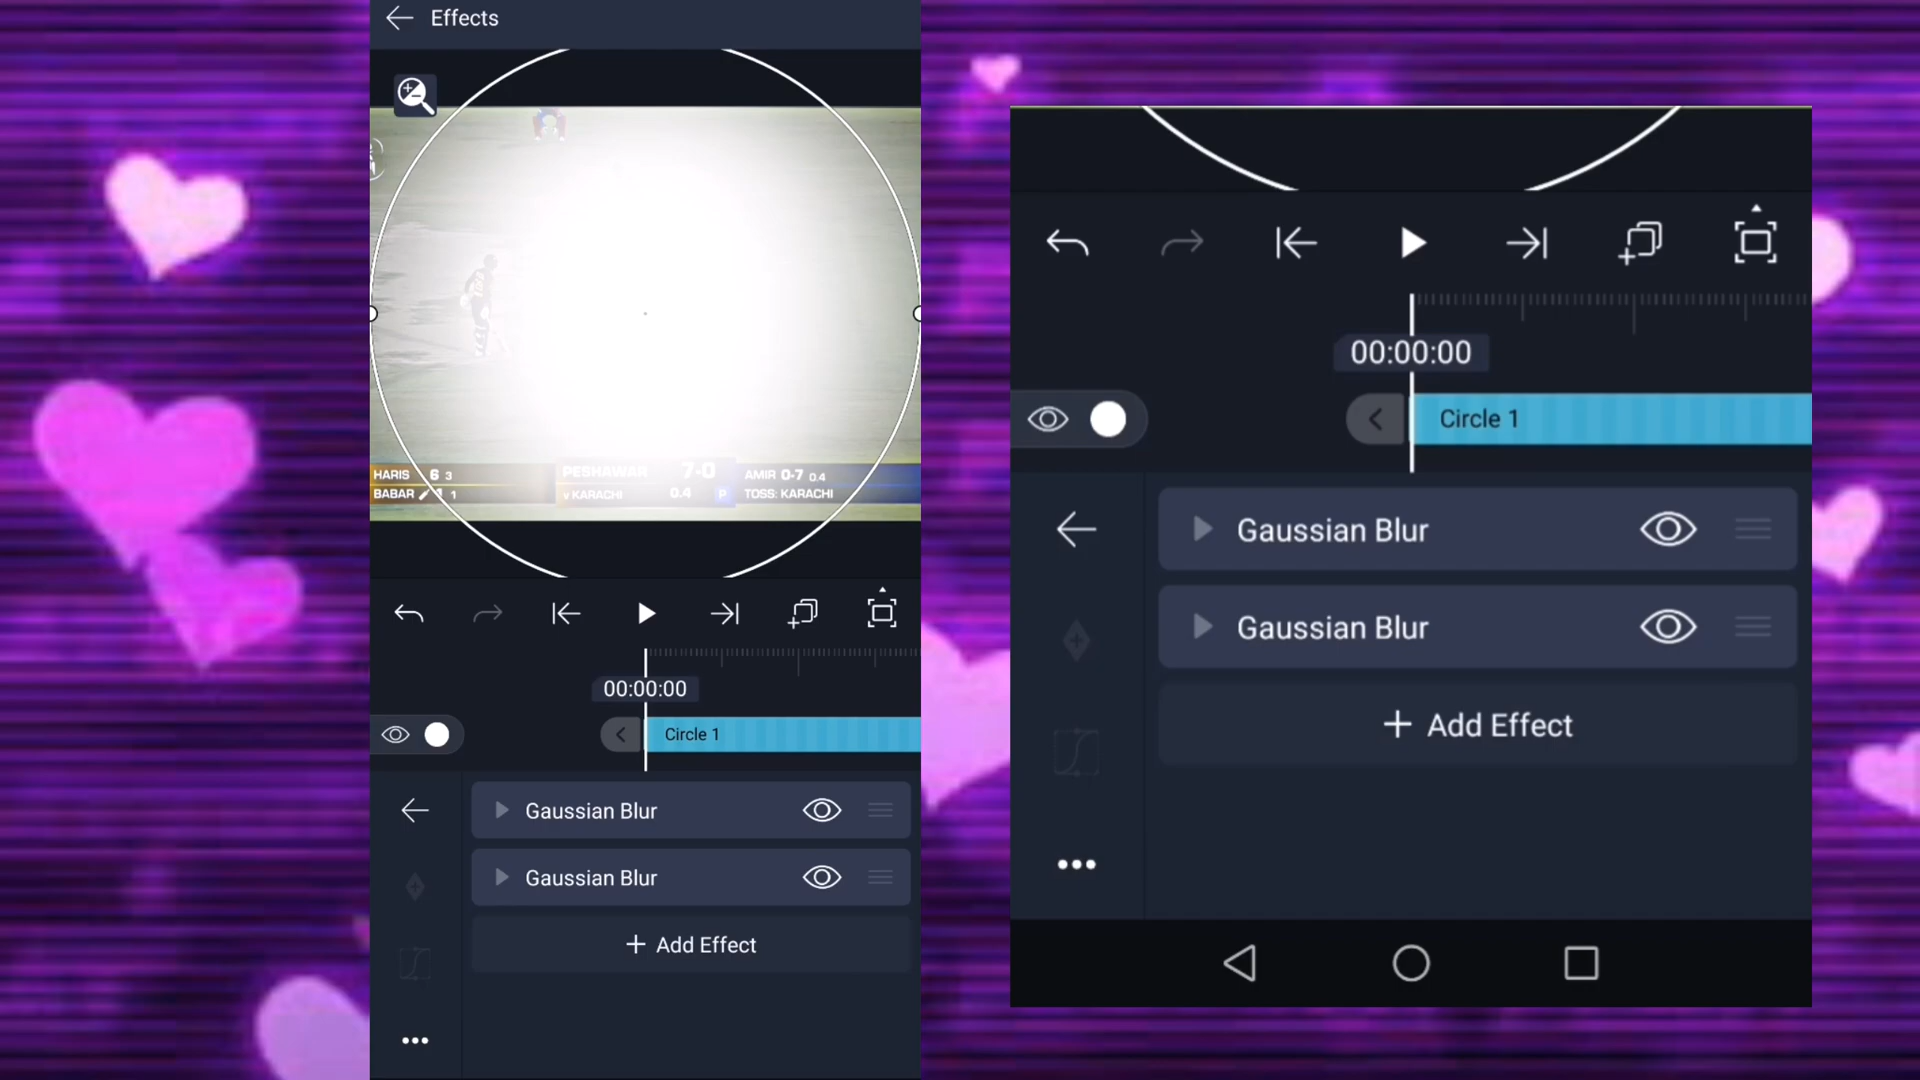 Effects
HARIS 6 3
BABAR 1
PESHAWAR 7-0
v KARACHI 0.4 P
AMIR 0-7 0.4
TOSS: KARACHI
00:00:00
Circle 1
Gaussian Blur
Gaussian Blur
+ Add Effect
00:00:00
Circle 1
Gaussian Blur
Gaussian Blur
+ Add Effect